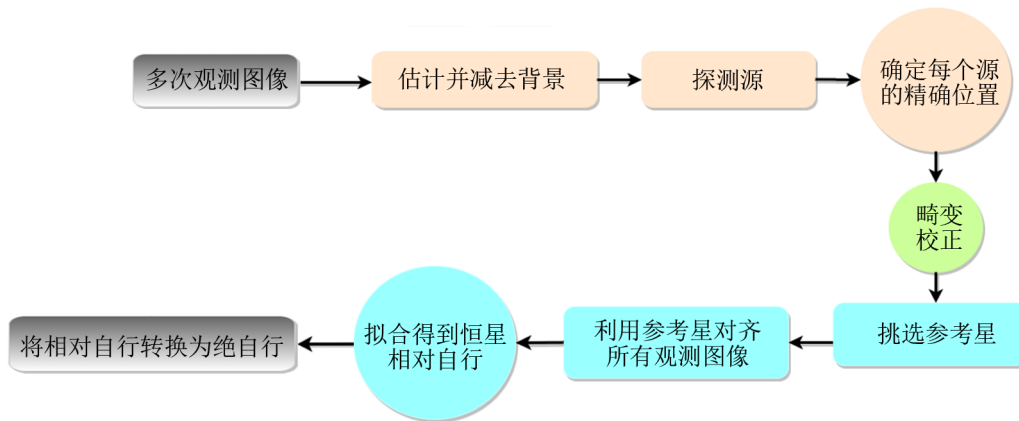 多次观测图像
估计并减去背景
探测源
确定每个源
的精确位置
畸变
校正
挑选参考星
利用参考星对齐
所有观测图像
拟合得到恒星
相对自行
将相对自行转换为绝自行